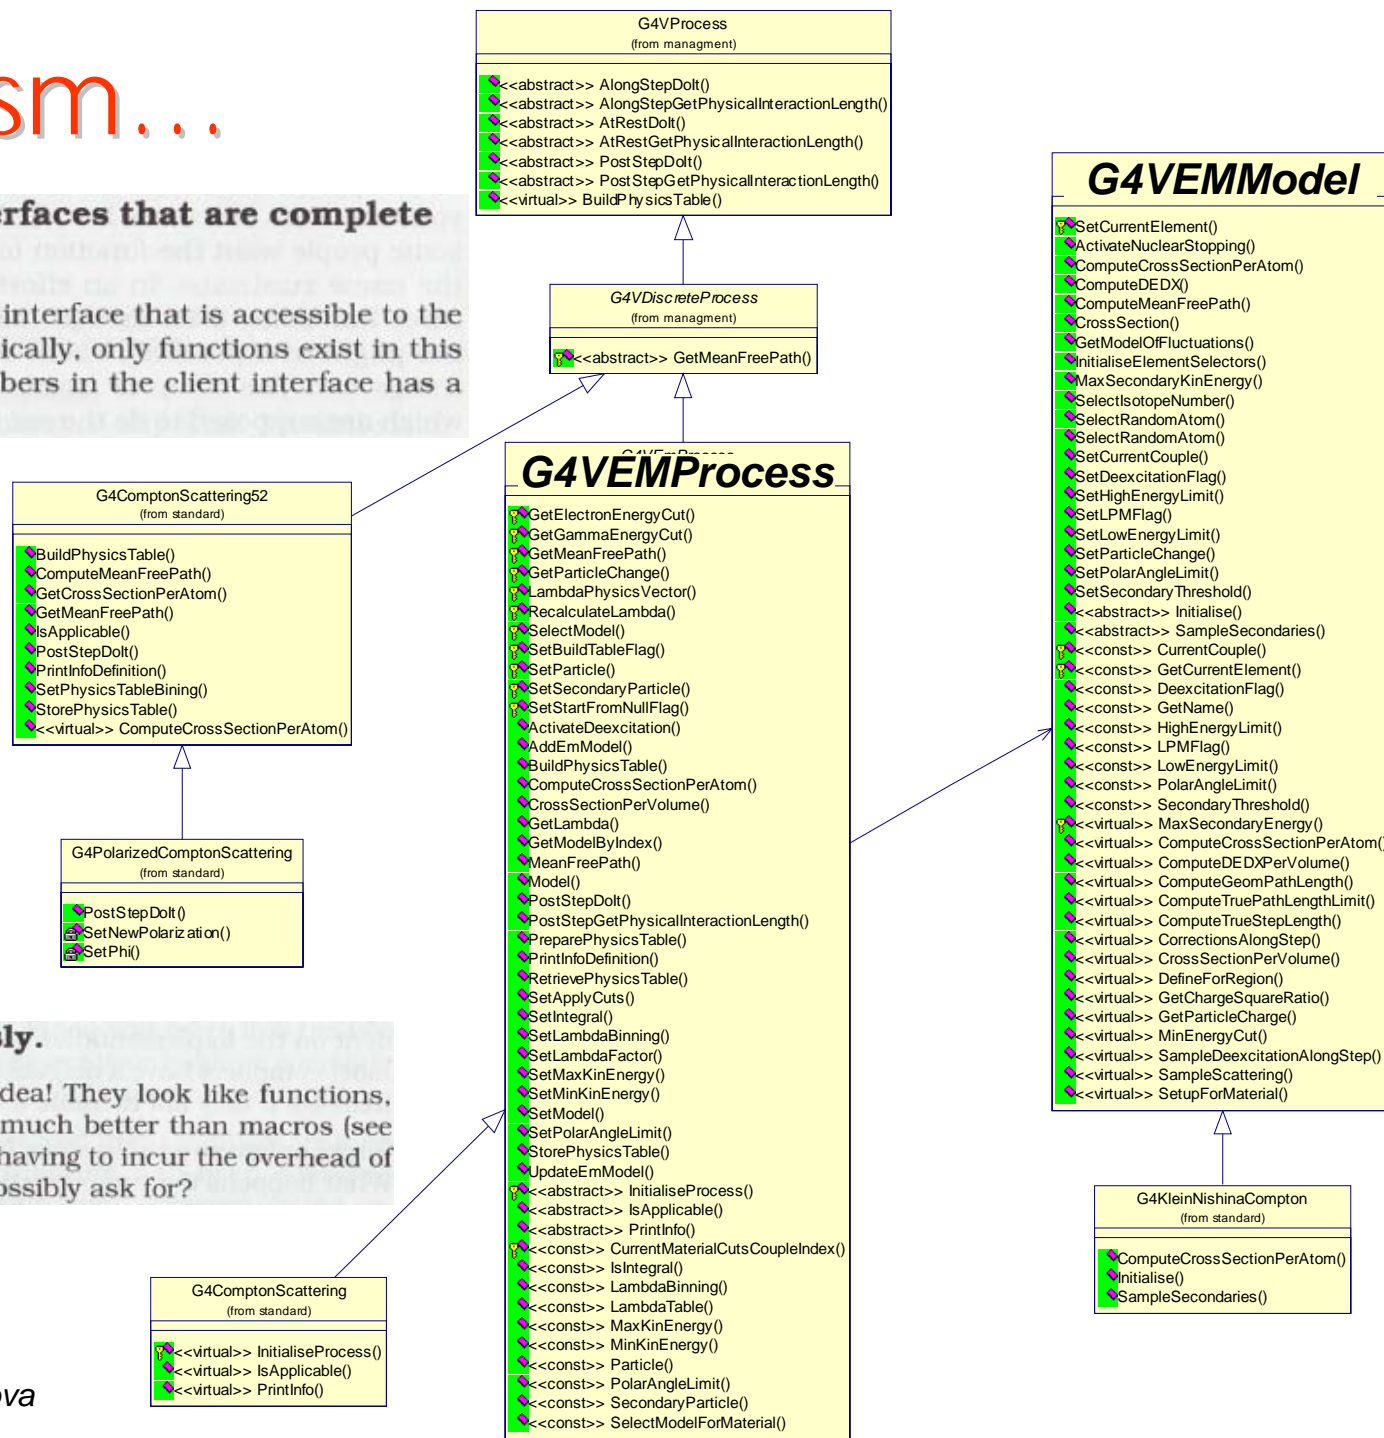 sm...
G4VProcess
(from managment)
<<abstract>> AlongStepDoIt()
<<abstract>> AlongStepGetPhysicalInteractionLength()
<<abstract>> AtRestDoIt()
<<abstract>> AtRestGetPhysicalInteractionLength()
<<abstract>> PostStepDoIt()
<<abstract>> PostStepGetPhysicalInteractionLength()
<<virtual>> BuildPhysicsTable()
erfaces that are complete
interface that is accessible to the
ically, only functions exist in this
bers in the client interface has a
G4VDiscreteProcess
(from managment)
<<abstract>> GetMeanFreePath()
G4ComptonScattering52
(from standard)
BuildPhysicsTable()
ComputeMeanFreePath()
GetCrossSectionPerAtom()
GetMeanFreePath()
IsApplicable()
PostStepDoIt()
PrintInfoDefinition()
SetPhysicsTableBining()
StorePhysicsTable()
<<virtual>> ComputeCrossSectionPerAtom()
G4PolarizedComptonScattering
(from standard)
PostStepDoIt()
SetNewPolarization()
SetPhi()
sly.
dea! They look like functions,
much better than macros (see
having to incur the overhead of
ossibly ask for?
G4ComptonScattering
(from standard)
<<virtual>> InitialiseProcess()
<<virtual>> IsApplicable()
<<virtual>> PrintInfo()
ova
G4VEMProcess
GetElectronEnergyCut()
GetGammaEnergyCut()
GetMeanFreePath()
GetParticleChange()
LambdaPhysicsVector()
RecalculateLambda()
SelectModel()
SetBuildTableFlag()
SetParticle()
SetSecondaryParticle()
SetStartFromNullFlag()
ActivateDeexcitation()
AddEmModel()
BuildPhysicsTable()
ComputeCrossSectionPerAtom()
CrossSectionPerVolume()
GetLambda()
GetModelByIndex()
MeanFreePath()
Model()
PostStepDoIt()
PostStepGetPhysicalInteractionLength()
PreparePhysicsTable()
PrintInfoDefinition()
RetrievePhysicsTable()
SetApplyCuts()
SetIntegral()
SetLambdaBinning()
SetLambdaFactor()
SetMaxKinEnergy()
SetMinKinEnergy()
SetModel()
SetPolarAngleLimit()
StorePhysicsTable()
UpdateEmModel()
<<abstract>> InitialiseProcess()
<<abstract>> IsApplicable()
<<abstract>> PrintInfo()
<<const>> CurrentMaterialCutsCoupleIndex()
<<const>> IsIntegral()
<<const>> LambdaBinning()
<<const>> LambdaTable()
<<const>> MaxKinEnergy()
<<const>> MinKinEnergy()
<<const>> Particle()
<<const>> PolarAngleLimit()
<<const>> SecondaryParticle()
<<const>> SelectModelForMaterial()
G4VEMModel
SetCurrentElement()
ActivateNuclearStopping()
ComputeCrossSectionPerAtom()
ComputeDEDX()
ComputeMeanFreePath()
CrossSection()
GetModelOfFluctuations()
InitialiseElementSelectors()
MaxSecondaryKinEnergy()
SelectIsotopeNumber()
SelectRandomAtom()
SelectRandomAtom()
SetCurrentCouple()
SetDeexcitationFlag()
SetHighEnergyLimit()
SetLPMFlag()
SetLowEnergyLimit()
SetParticleChange()
SetPolarAngleLimit()
SetSecondaryThreshold()
<<abstract>> Initialise()
<<abstract>> SampleSecondaries()
<<const>> CurrentCouple()
<<const>> GetCurrentElement()
<<const>> DeexcitationFlag()
<<const>> GetName()
<<const>> HighEnergyLimit()
<<const>> LPMFlag()
<<const>> LowEnergyLimit()
<<const>> PolarAngleLimit()
<<const>> SecondaryThreshold()
<<virtual>> MaxSecondaryEnergy()
<<virtual>> ComputeCrossSectionPerAtom()
<<virtual>> ComputeDEDXPerVolume()
<<virtual>> ComputeGeomPathLength()
<<virtual>> ComputeTruePathLengthLimit()
<<virtual>> ComputeTrueStepLength()
<<virtual>> CorrectionsAlongStep()
<<virtual>> CrossSectionPerVolume()
<<virtual>> DefineForRegion()
<<virtual>> GetChargeSquareRatio()
<<virtual>> GetParticleCharge()
<<virtual>> MinEnergyCut()
<<virtual>> SampleDeexcitationAlongStep()
<<virtual>> SampleScattering()
<<virtual>> SetupForMaterial()
G4KleinNishinaCompton
(from standard)
ComputeCrossSectionPerAtom()
Initialise()
SampleSecondaries()